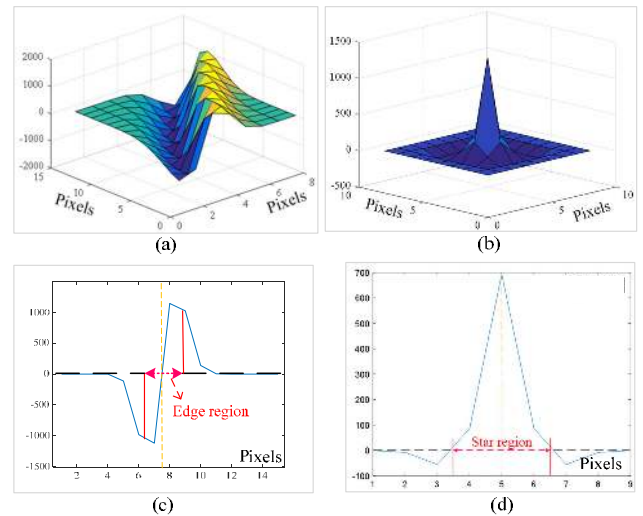 2000
1000
0
-1000
-2000
15
10
5
0
Pixels
0
2
4
6
8
Pixels
(a)
1500
1000
500
0
-500
10
5
0
Pixels
0
5
10
Pixels
(b)
1000
500
0
-500
-1000
-1500
Edge region
Pixels
2 4 6 8 10 12 14
(c)
700
600
500
400
300
200
100
0
-100
Star region
Pixels
1 2 3 4 5 6 7 8 9
(d)